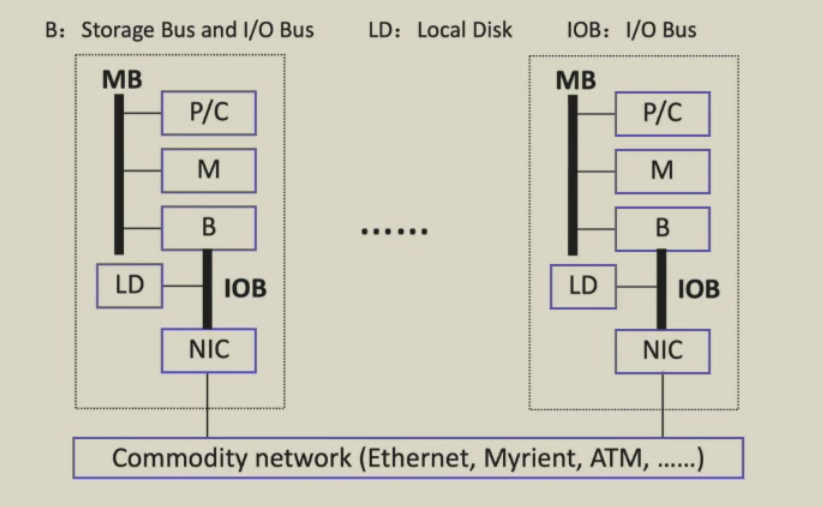 B: Storage Bus and I/O Bus LD: Local Disk IOB: I/O Bus
MB MB
P/C P/C
M M
B B
LD IOB LD IOB
......
NIC NIC
Commodity network (Ethernet, Myrient, ATM, ......)